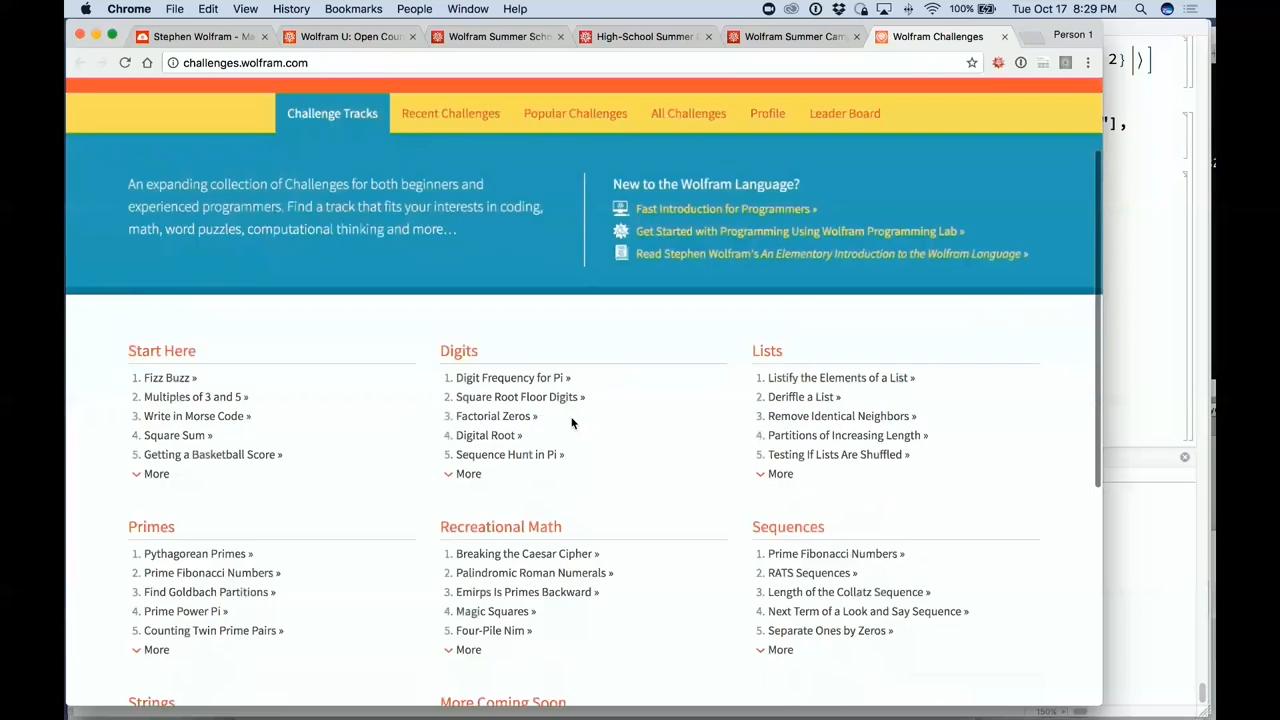 Chrome File Edit View History Bookmarks People Window Help 100% Tue Oct 17 8:29 PM
Stephen Wolfram - Ma
Wolfram U: Open Cour
Wolfram Summer Scho
High-School Summer C
Wolfram Summer Cam
Wolfram Challenges
Person 1
challenges.wolfram.com
2} |〉]
"],
Challenge Tracks Recent Challenges Popular Challenges All Challenges Profile Leader Board
An expanding collection of Challenges for both beginners and
experienced programmers. Find a track that fits your interests in coding,
math, word puzzles, computational thinking and more…
New to the Wolfram Language?
Fast Introduction for Programmers »
Get Started with Programming Using Wolfram Programming Lab »
Read Stephen Wolfram's An Elementary Introduction to the Wolfram Language »
Start Here
1. Fizz Buzz »
2. Multiples of 3 and 5 »
3. Write in Morse Code »
4. Square Sum »
5. Getting a Basketball Score »
More
Digits
1. Digit Frequency for Pi »
2. Square Root Floor Digits »
3. Factorial Zeros »
4. Digital Root »
5. Sequence Hunt in Pi »
More
Lists
1. Listify the Elements of a List »
2. Deriffle a List »
3. Remove Identical Neighbors »
4. Partitions of Increasing Length »
5. Testing If Lists Are Shuffled »
More
Primes
1. Pythagorean Primes »
2. Prime Fibonacci Numbers »
3. Find Goldbach Partitions »
4. Prime Power Pi »
5. Counting Twin Prime Pairs »
More
Recreational Math
1. Breaking the Caesar Cipher »
2. Palindromic Roman Numerals »
3. Emirps Is Primes Backward »
4. Magic Squares »
5. Four-Pile Nim »
More
Sequences
1. Prime Fibonacci Numbers »
2. RATS Sequences »
3. Length of the Collatz Sequence »
4. Next Term of a Look and Say Sequence »
5. Separate Ones by Zeros »
More
Strings
More Coming Soon
150%